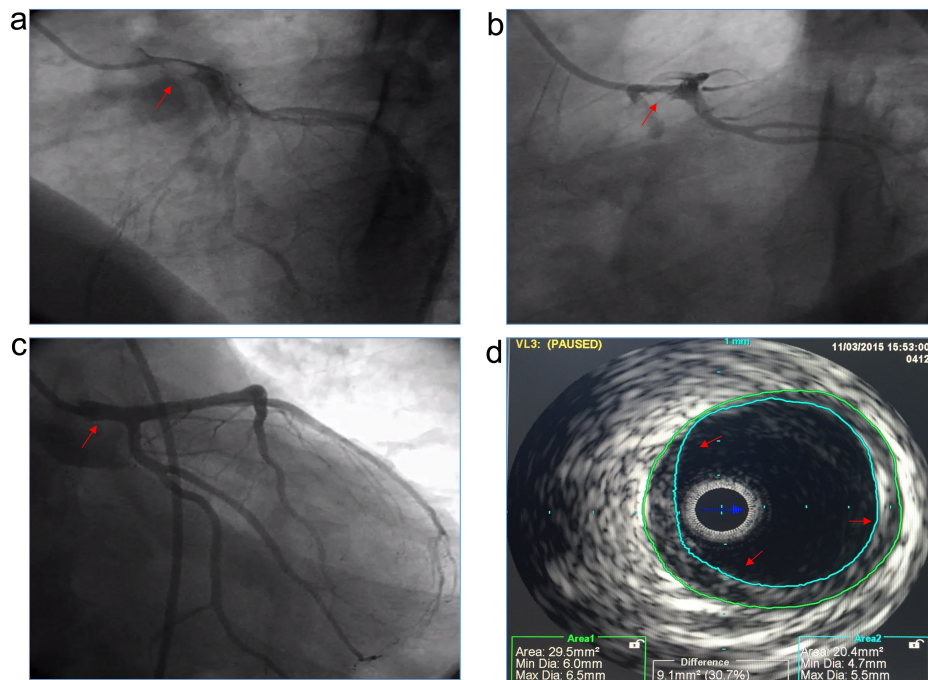 a
b
c
d
VL3: (PAUSED)
1 mm
11/03/2015 15:53:00
0412
Area1
Area: 29.5mm²
Min Dia: 6.0mm
Max Dia: 6.5mm
Difference
9.1mm² (30.7%)
Area2
Area: 20.4mm²
Min Dia: 4.7mm
Max Dia: 5.5mm